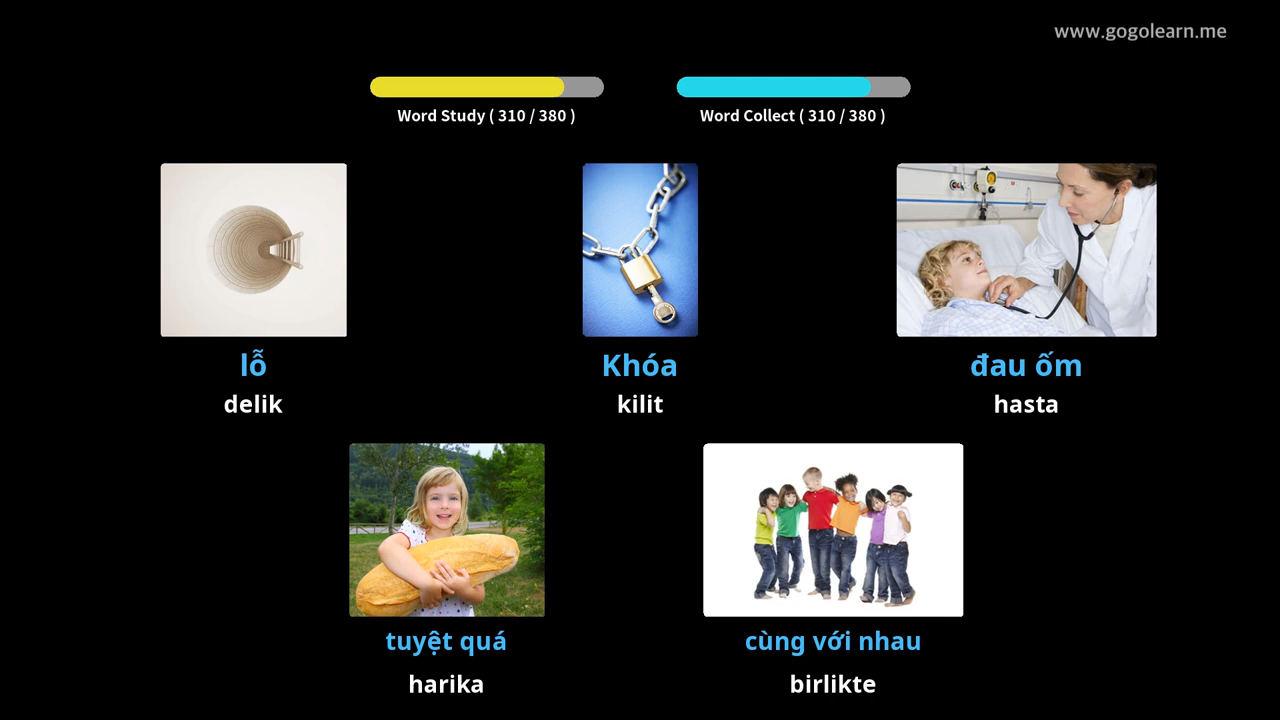 www.gogolearn.me
Word Study ( 310 / 380 )
Word Collect ( 310 / 380 )
lỗ
delik
Khóa
kilit
đau ốm
hasta
tuyệt quá
harika
cùng với nhau
birlikte